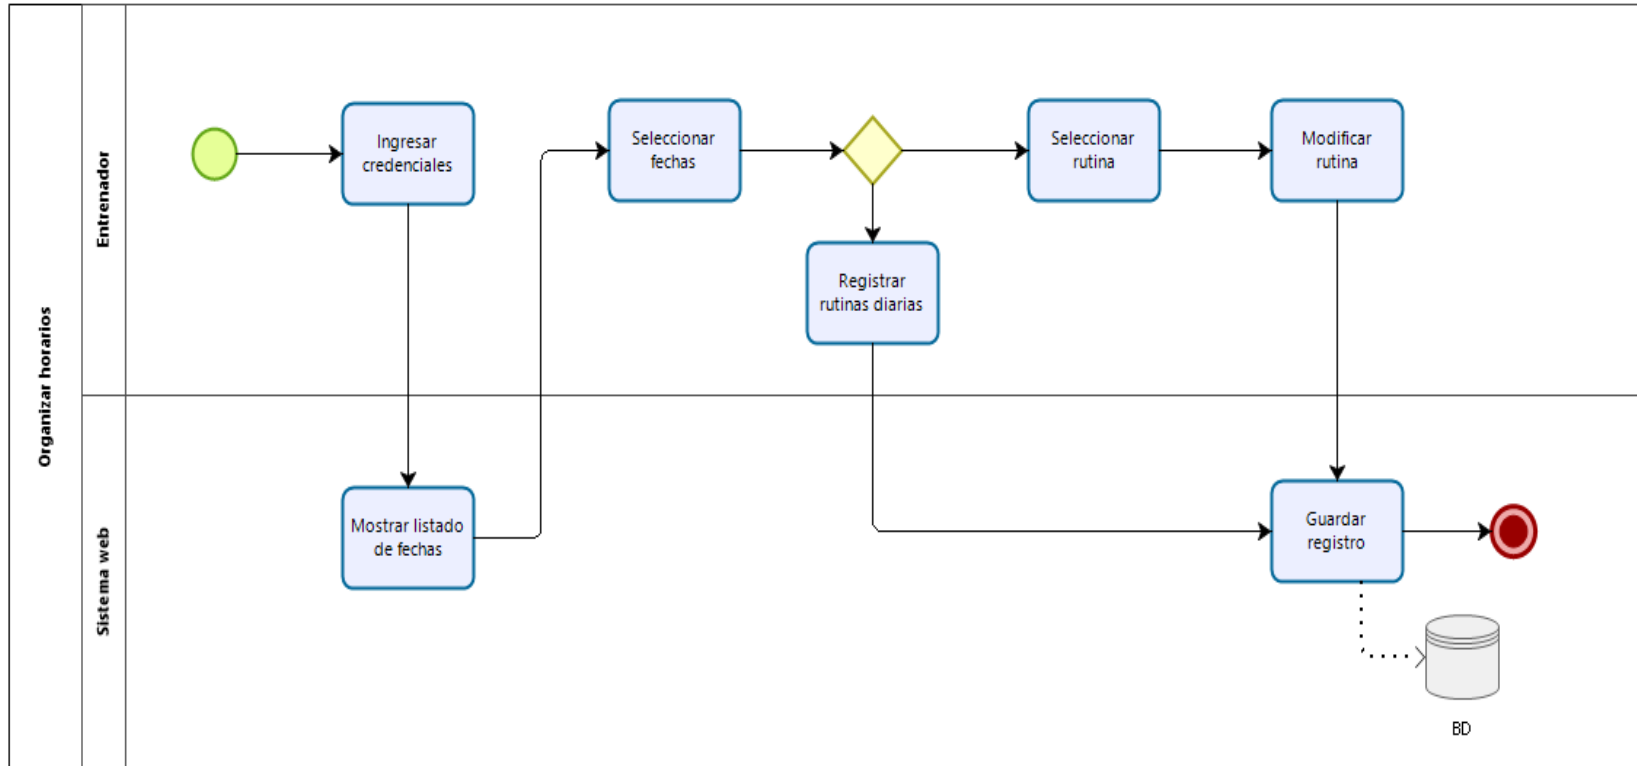 Organizar horarios
Entrenador
Ingresar
credenciales
Seleccionar
fechas
Seleccionar
rutina
Modificar
rutina
Registrar
rutinas diarias
Sistema web
Mostrar listado
de fechas
Guardar
registro
BD